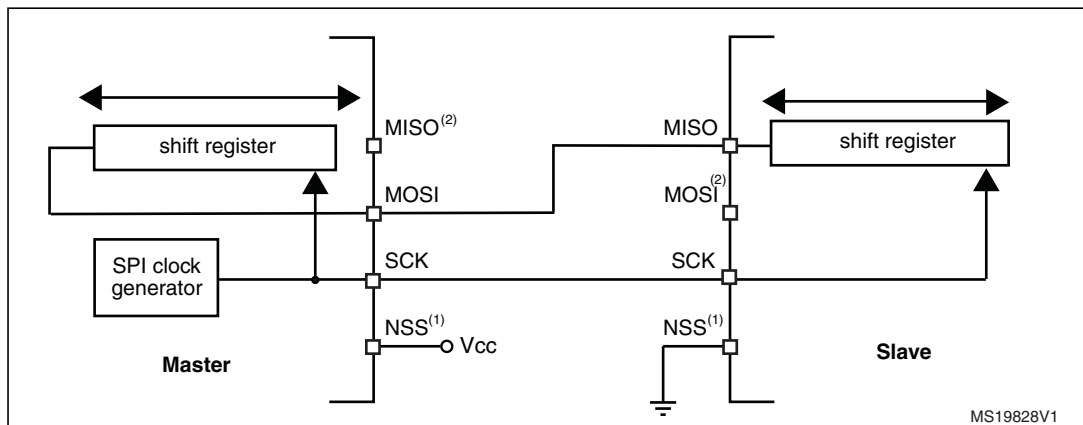 MISO(2)
MISO
shift register
shift register
MOSI
MOSI(2)
SPI clock
generator
SCK
SCK
NSS(1)
Vcc
NSS(1)
Master
Slave
MS19828V1